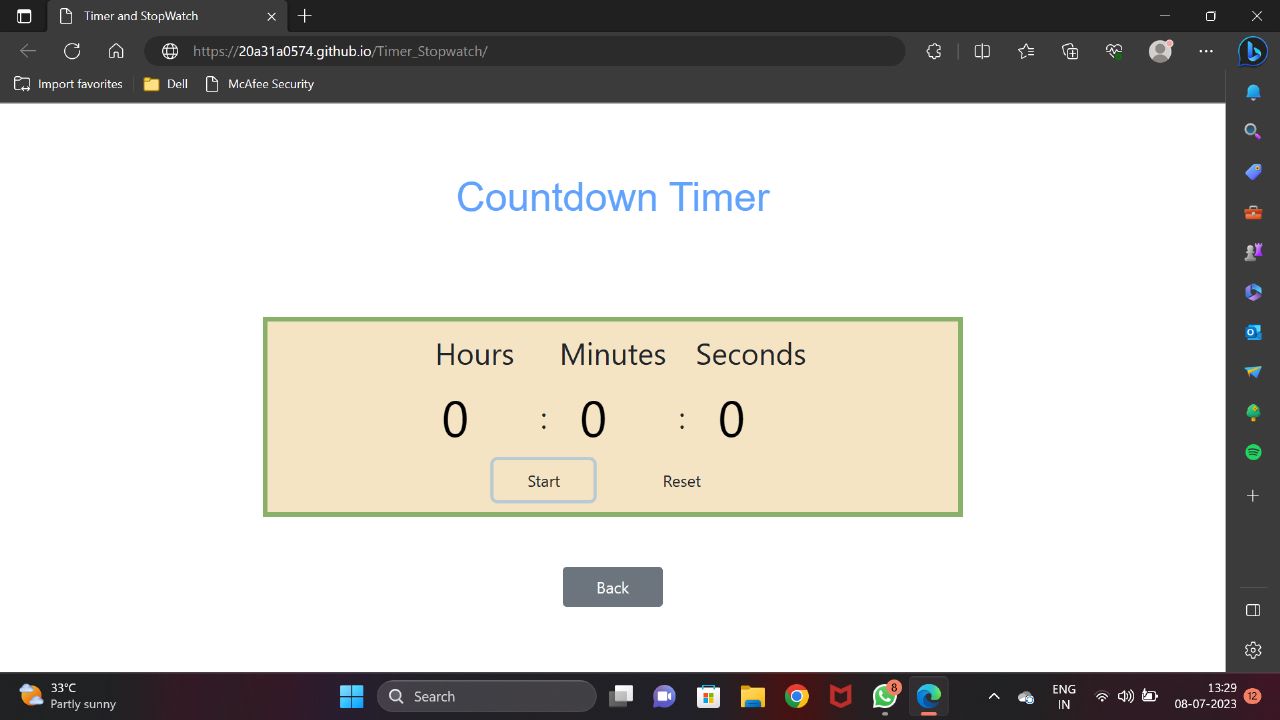 Timer and StopWatch
https://20a31a0574.github.io/Timer_Stopwatch/
Import favorites Dell McAfee Security
Countdown Timer
Hours Minutes Seconds
0 : 0 : 0
Start Reset
Back
33°C
Partly sunny
Search
8
ENG
IN
13:29
08-07-2023
12